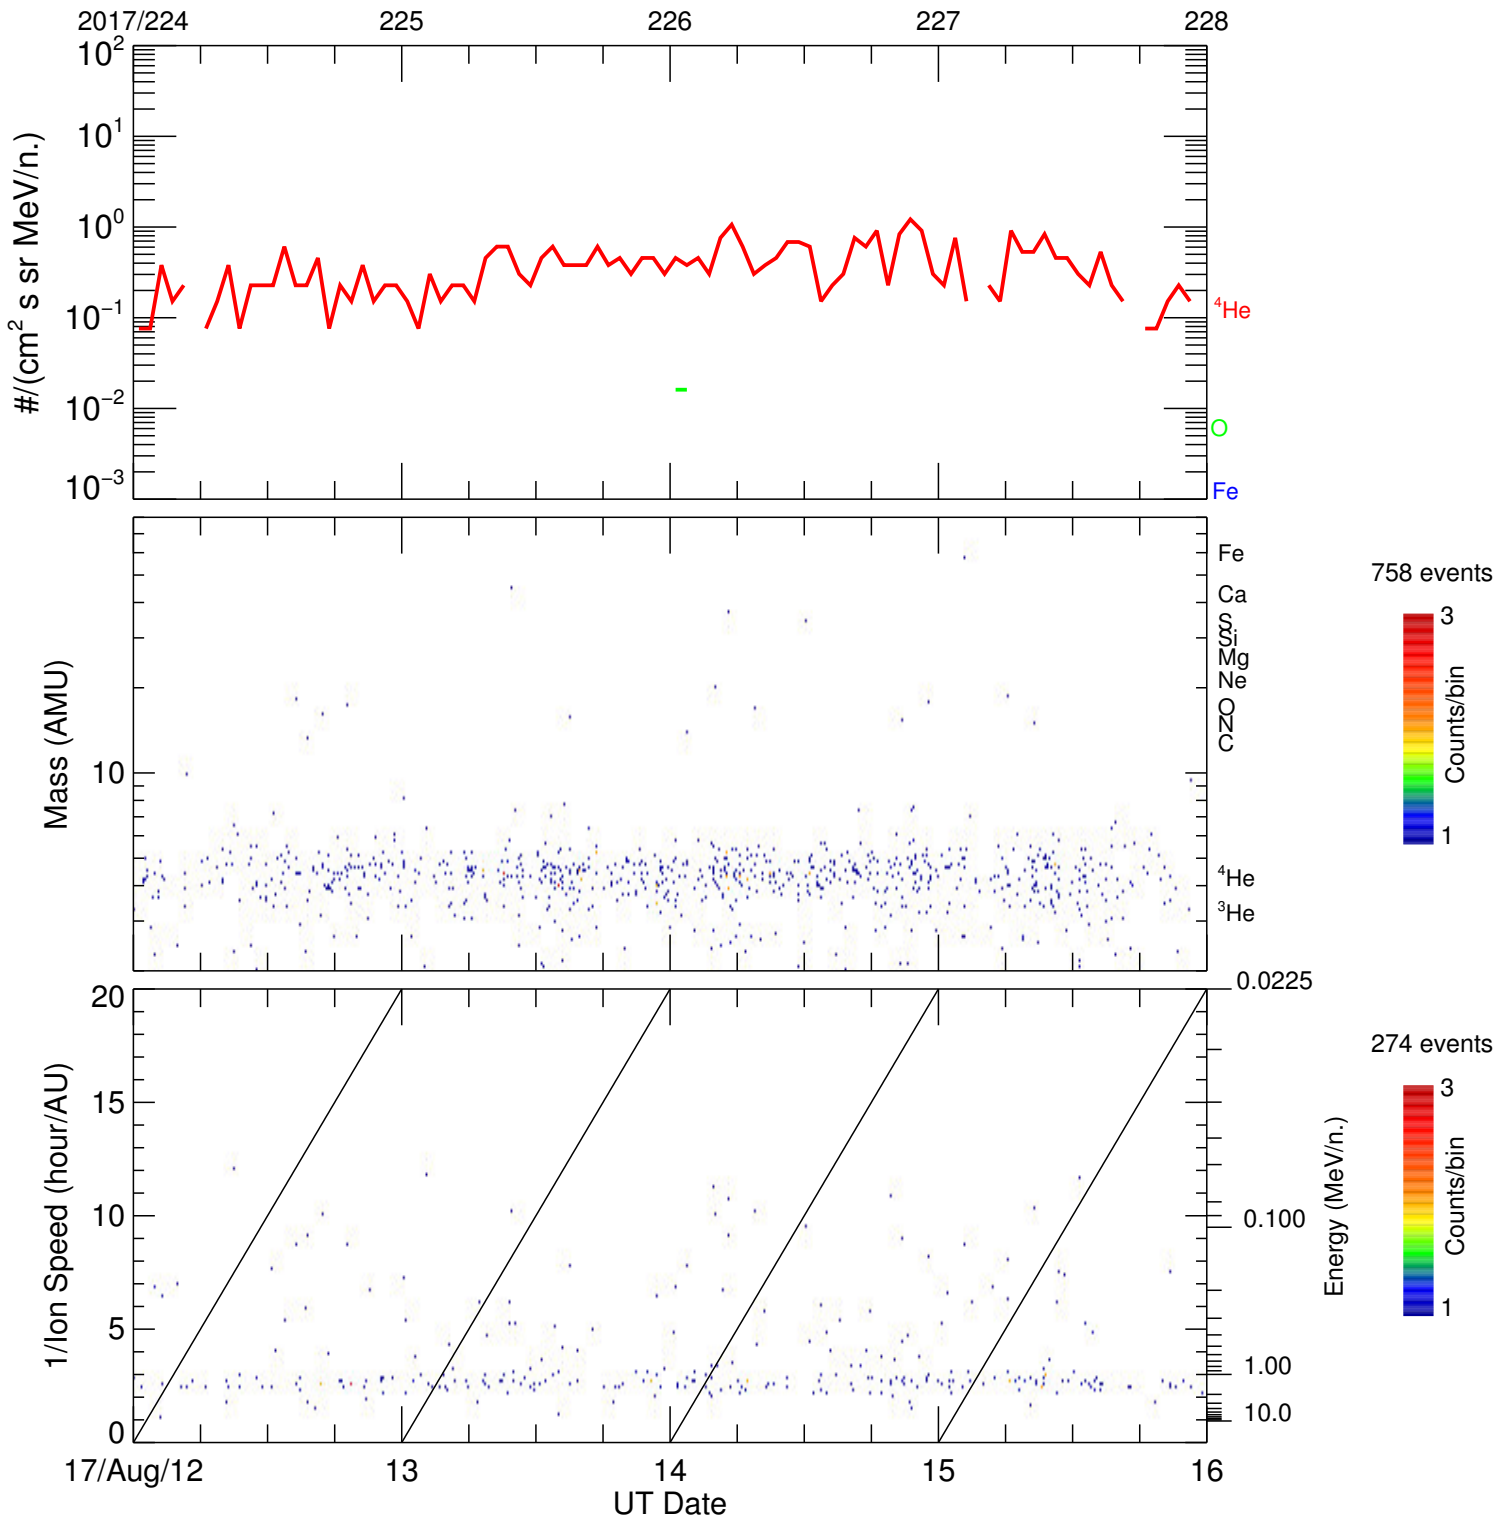 2017/224 225 226 227 228
10^2
10^1
10^0
10^-1
10^-2
10^-3
#/(cm^2 s sr MeV/n.)
^4He
O
Fe
Mass (AMU)
10
Fe
Ca
S
Si
Mg
Ne
O
N
C
^4He
^3He
758 events
3
Counts/bin
1
1/Ion Speed (hour/AU)
20
15
10
5
0
0.0225
0.100
1.00
10.0
Energy (MeV/n.)
274 events
3
Counts/bin
1
17/Aug/12 13 14 15 16
UT Date